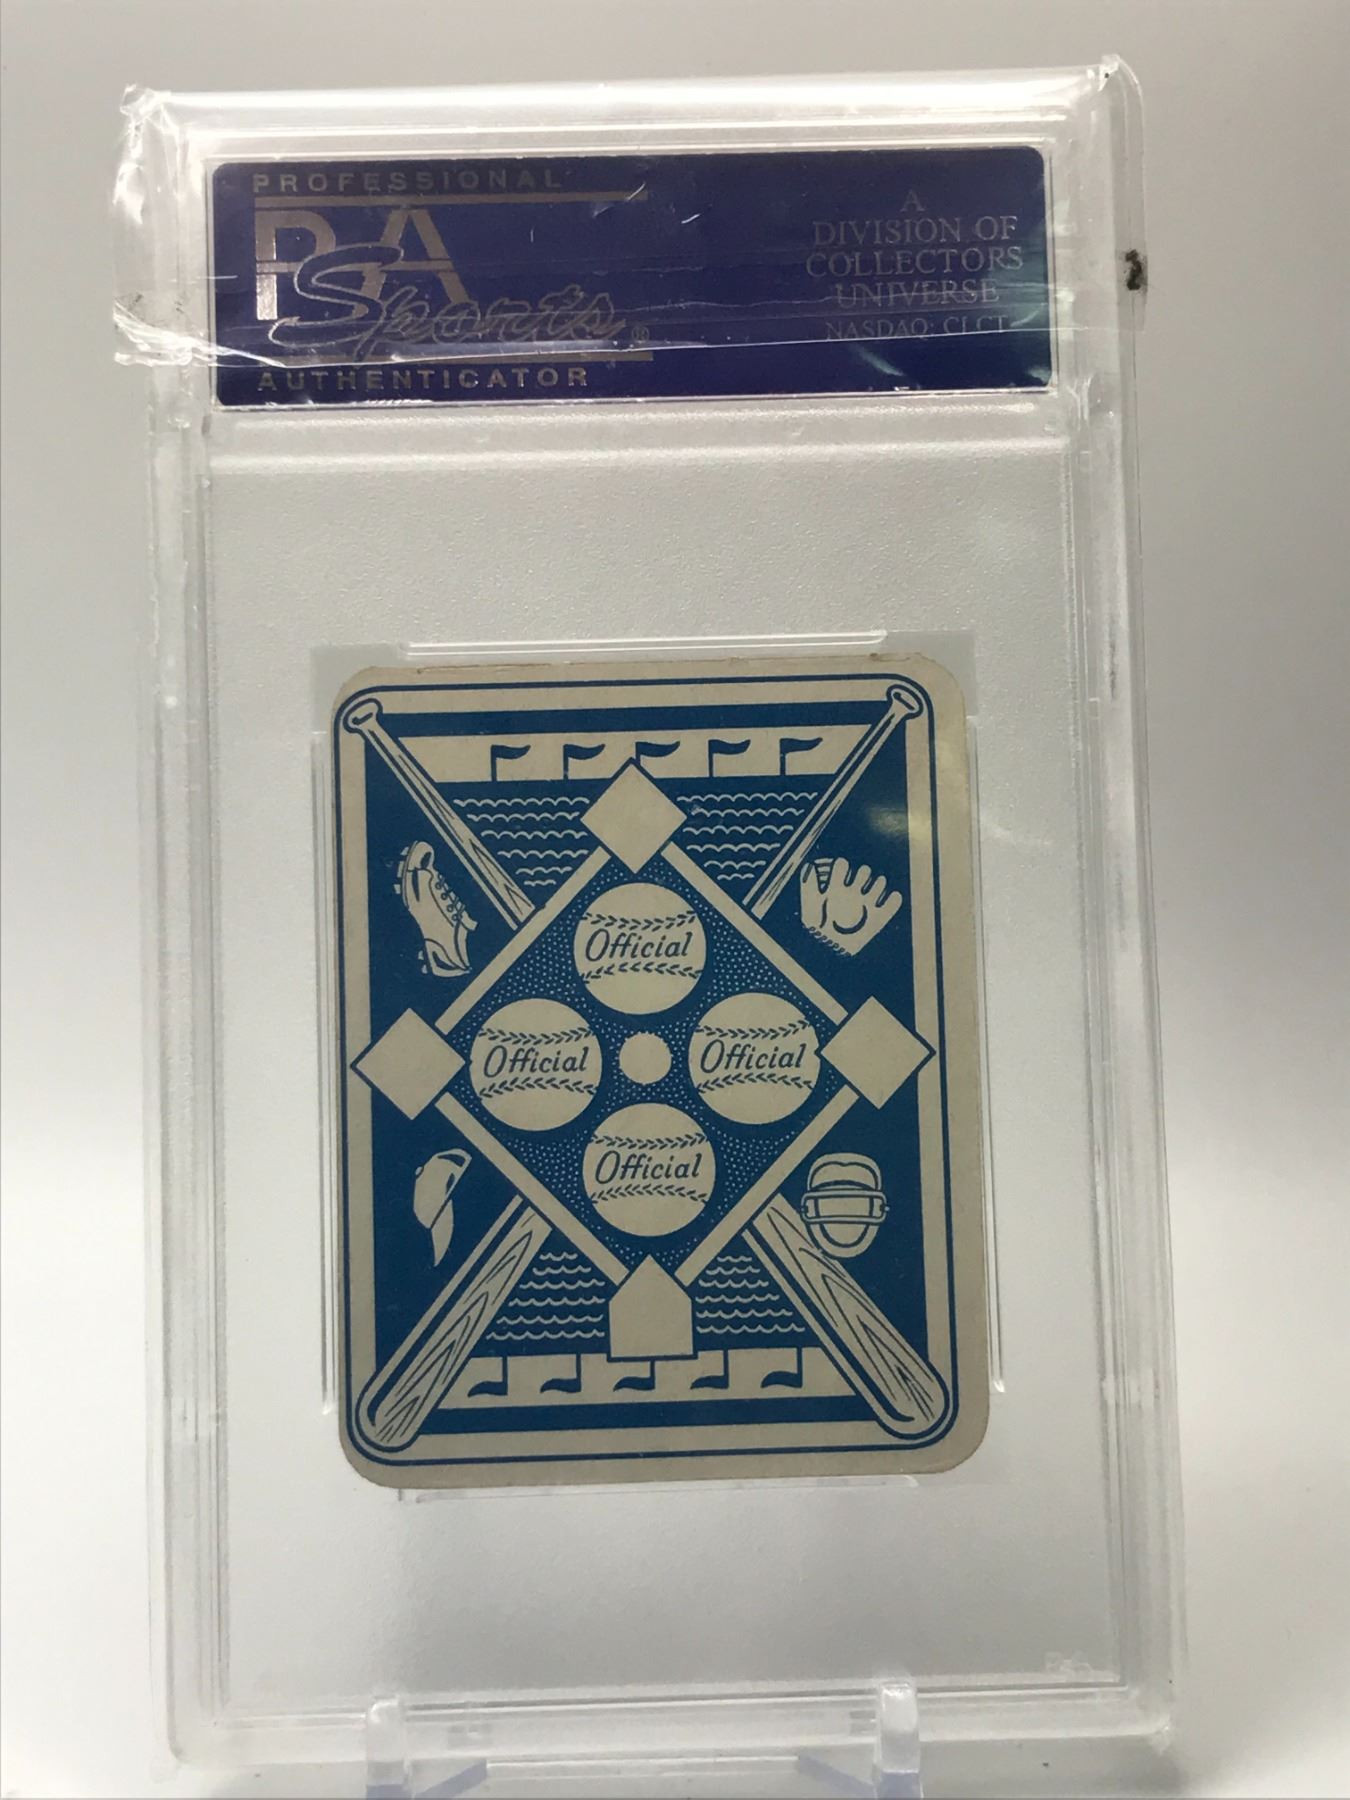 PROFESSIONAL
PSA
Sports®
AUTHENTICATOR
A
DIVISION OF
COLLECTORS
UNIVERSE
NASDAQ: CLCT
Official
Official
Official
Official